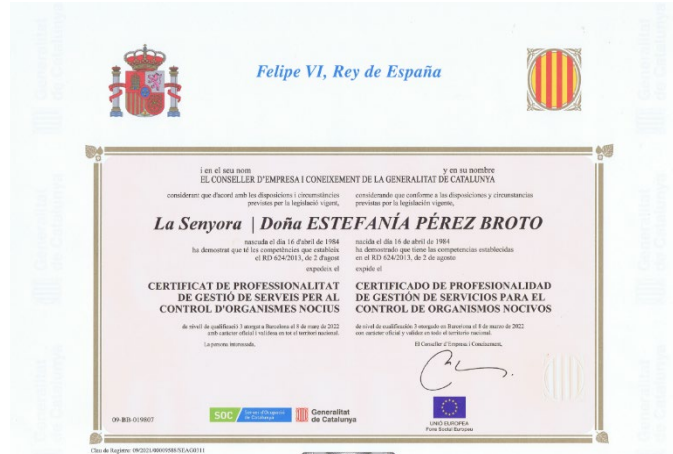 Felipe VI, Rey de España
i en el seu nom
y en su nombre
EL CONSELLER D'EMPRESA I CONEIXEMENT DE LA GENERALITAT DE CATALUNYA
considerant que d'acord amb les disposicions i circumstàncies
previstes per la legislació vigent,
considerando que conforme a las disposiciones y circunstancias
previstas por la legislación vigente,
La Senyora | Doña ESTEFANÍA PÉREZ BROTO
nascuda el dia 16 d'abril de 1984
ha demostrat que té les competències que estableix
el RD 624/2013, de 2 d'agost
expedeix el
nacida el día 16 de abril de 1984
ha demostrado que tiene las competencias establecidas
en el RD 624/2013, de 2 de agosto
expide el
CERTIFICAT DE PROFESSIONALITAT
DE GESTIÓ DE SERVEIS PER AL
CONTROL D'ORGANISMES NOCIUS
CERTIFICADO DE PROFESIONALIDAD
DE GESTIÓN DE SERVICIOS PARA EL
CONTROL DE ORGANISMOS NOCIVOS
de nivell de qualificació 3 atorgat a Barcelona el 8 de març de 2022
amb caràcter oficial i validesa en tot el territori nacional.
de nivel de cualificación 3 otorgado en Barcelona el 8 de marzo de 2022
con carácter oficial y validez en todo el territorio nacional.
La persona interessada,
El Conseller d'Empresa i Coneixement,
09-BB-019807
SOC
Servei d'Ocupació
de Catalunya
Generalitat
de Catalunya
UNIÓ EUROPEA
Fons Social Europeu
Clau de Registre: